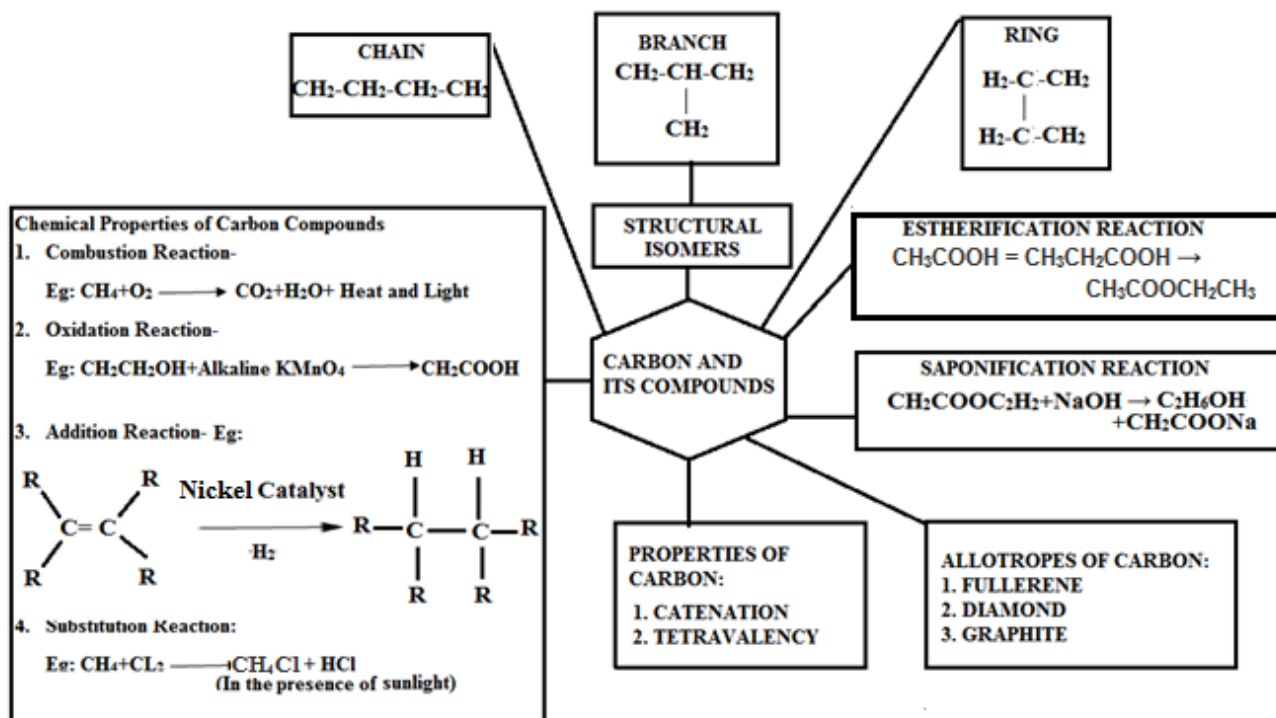 CHAIN
CH₂-CH₂-CH₂-CH₂
BRANCH
CH₂-CH-CH₂
|
CH₂
RING
H₂-C-CH₂
|
H₂-C-CH₂
STRUCTURAL
ISOMERS
ESTHERIFICATION REACTION
CH₃COOH = CH₃CH₂COOH →
CH₃COOCH₂CH₃
SAPONIFICATION REACTION
CH₂COOC₂H₂+NaOH → C₂H₆OH
+CH₂COONa
CARBON AND
ITS COMPOUNDS
Chemical Properties of Carbon Compounds
1. Combustion Reaction-
Eg: CH₄+O₂ → CO₂+H₂O+ Heat and Light
2. Oxidation Reaction-
Eg: CH₂CH₂OH+Alkaline KMnO₄ → CH₂COOH
3. Addition Reaction- Eg:
H H
R R
Nickel Catalyst
C=C → R—C—C—R
·H₂
R R R R
4. Substitution Reaction:
Eg: CH₄+CL₂ → CH₄Cl + HCl
(In the presence of sunlight)
PROPERTIES OF
CARBON:
1. CATENATION
2. TETRAVALENCY
ALLOTROPES OF CARBON:
1. FULLERENE
2. DIAMOND
3. GRAPHITE